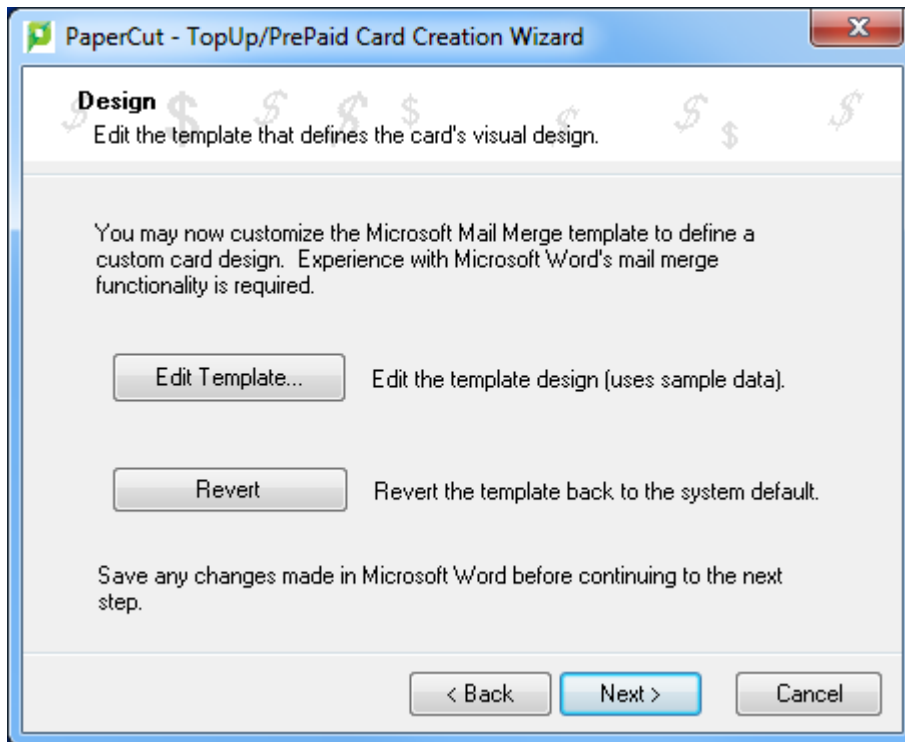 PaperCut - TopUp/PrePaid Card Creation Wizard
Design
Edit the template that defines the card's visual design.
You may now customize the Microsoft Mail Merge template to define a
custom card design. Experience with Microsoft Word's mail merge
functionality is required.
Edit Template... Edit the template design (uses sample data).
Revert Revert the template back to the system default.
Save any changes made in Microsoft Word before continuing to the next
step.
< Back Next > Cancel